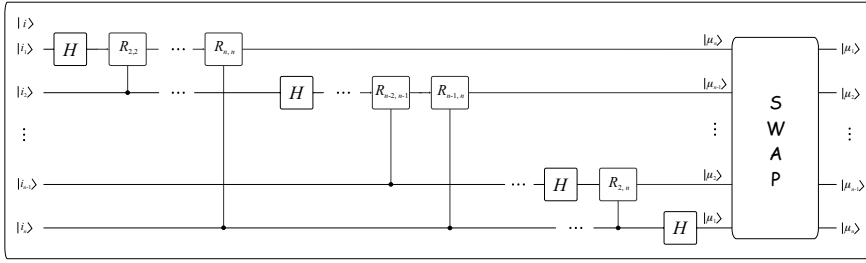 |i⟩
|i₁⟩ H R₂,₂ ⋯ Rₙ,ₙ |μₙ⟩ |μ₁⟩
|i₂⟩ ⋯ H ⋯ Rₙ₋₂,ₙ₋₁ Rₙ₋₁,ₙ |μₙ₋₁⟩ |μ₂⟩
⋮ ⋮ ⋮
|iₙ₋₁⟩ ⋯ H R₂,ₙ |μ₂⟩ |μₙ₋₁⟩
|iₙ⟩ ⋯ H |μ₁⟩ |μₙ⟩
S
W
A
P